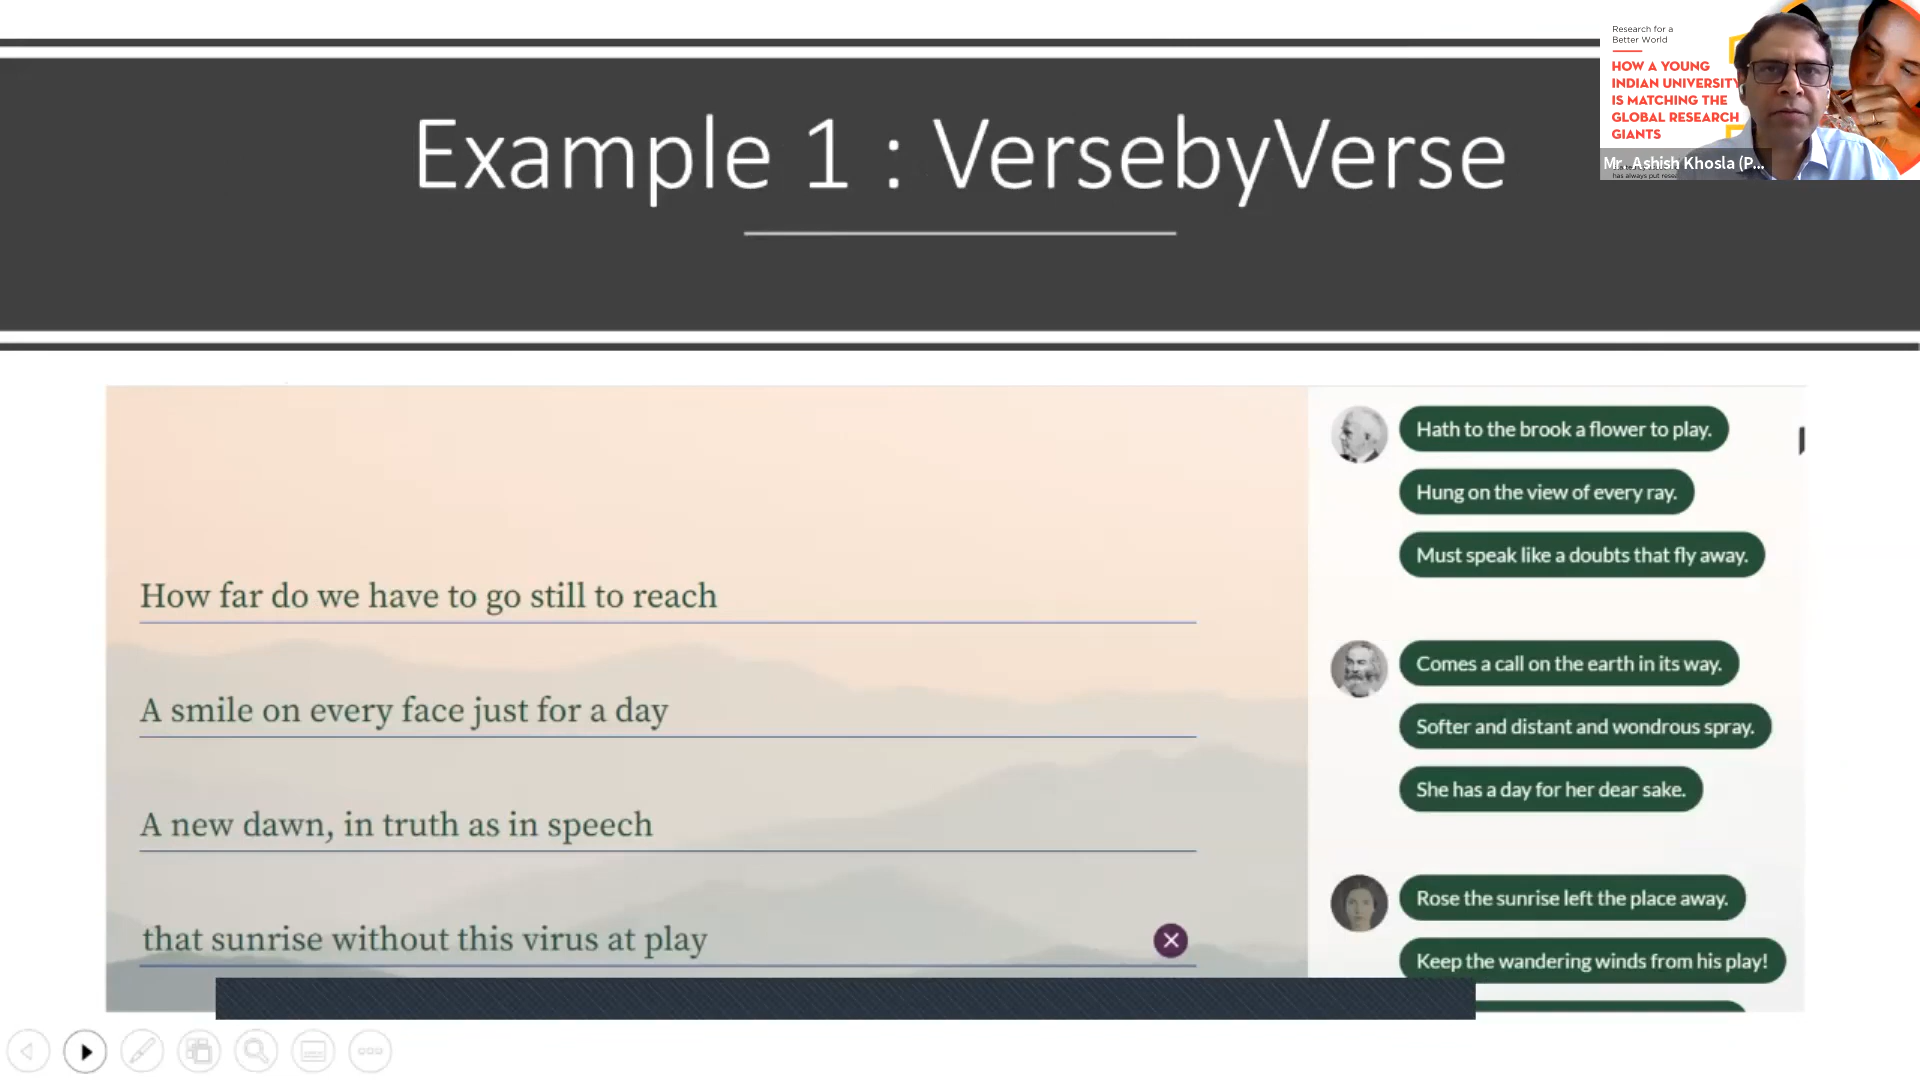 Example 1 : VersebyVerse
Research for a
Better World
HOW A YOUNG
INDIAN UNIVERSITY
IS MATCHING THE
GLOBAL RESEARCH
GIANTS
Mr. Ashish Khosla (P...
has always put
How far do we have to go still to reach
A smile on every face just for a day
A new dawn, in truth as in speech
that sunrise without this virus at play
Hath to the brook a flower to play.
Hung on the view of every ray.
Must speak like a doubts that fly away.
Comes a call on the earth in its way.
Softer and distant and wondrous spray.
She has a day for her dear sake.
Rose the sunrise left the place away.
Keep the wandering winds from his play!